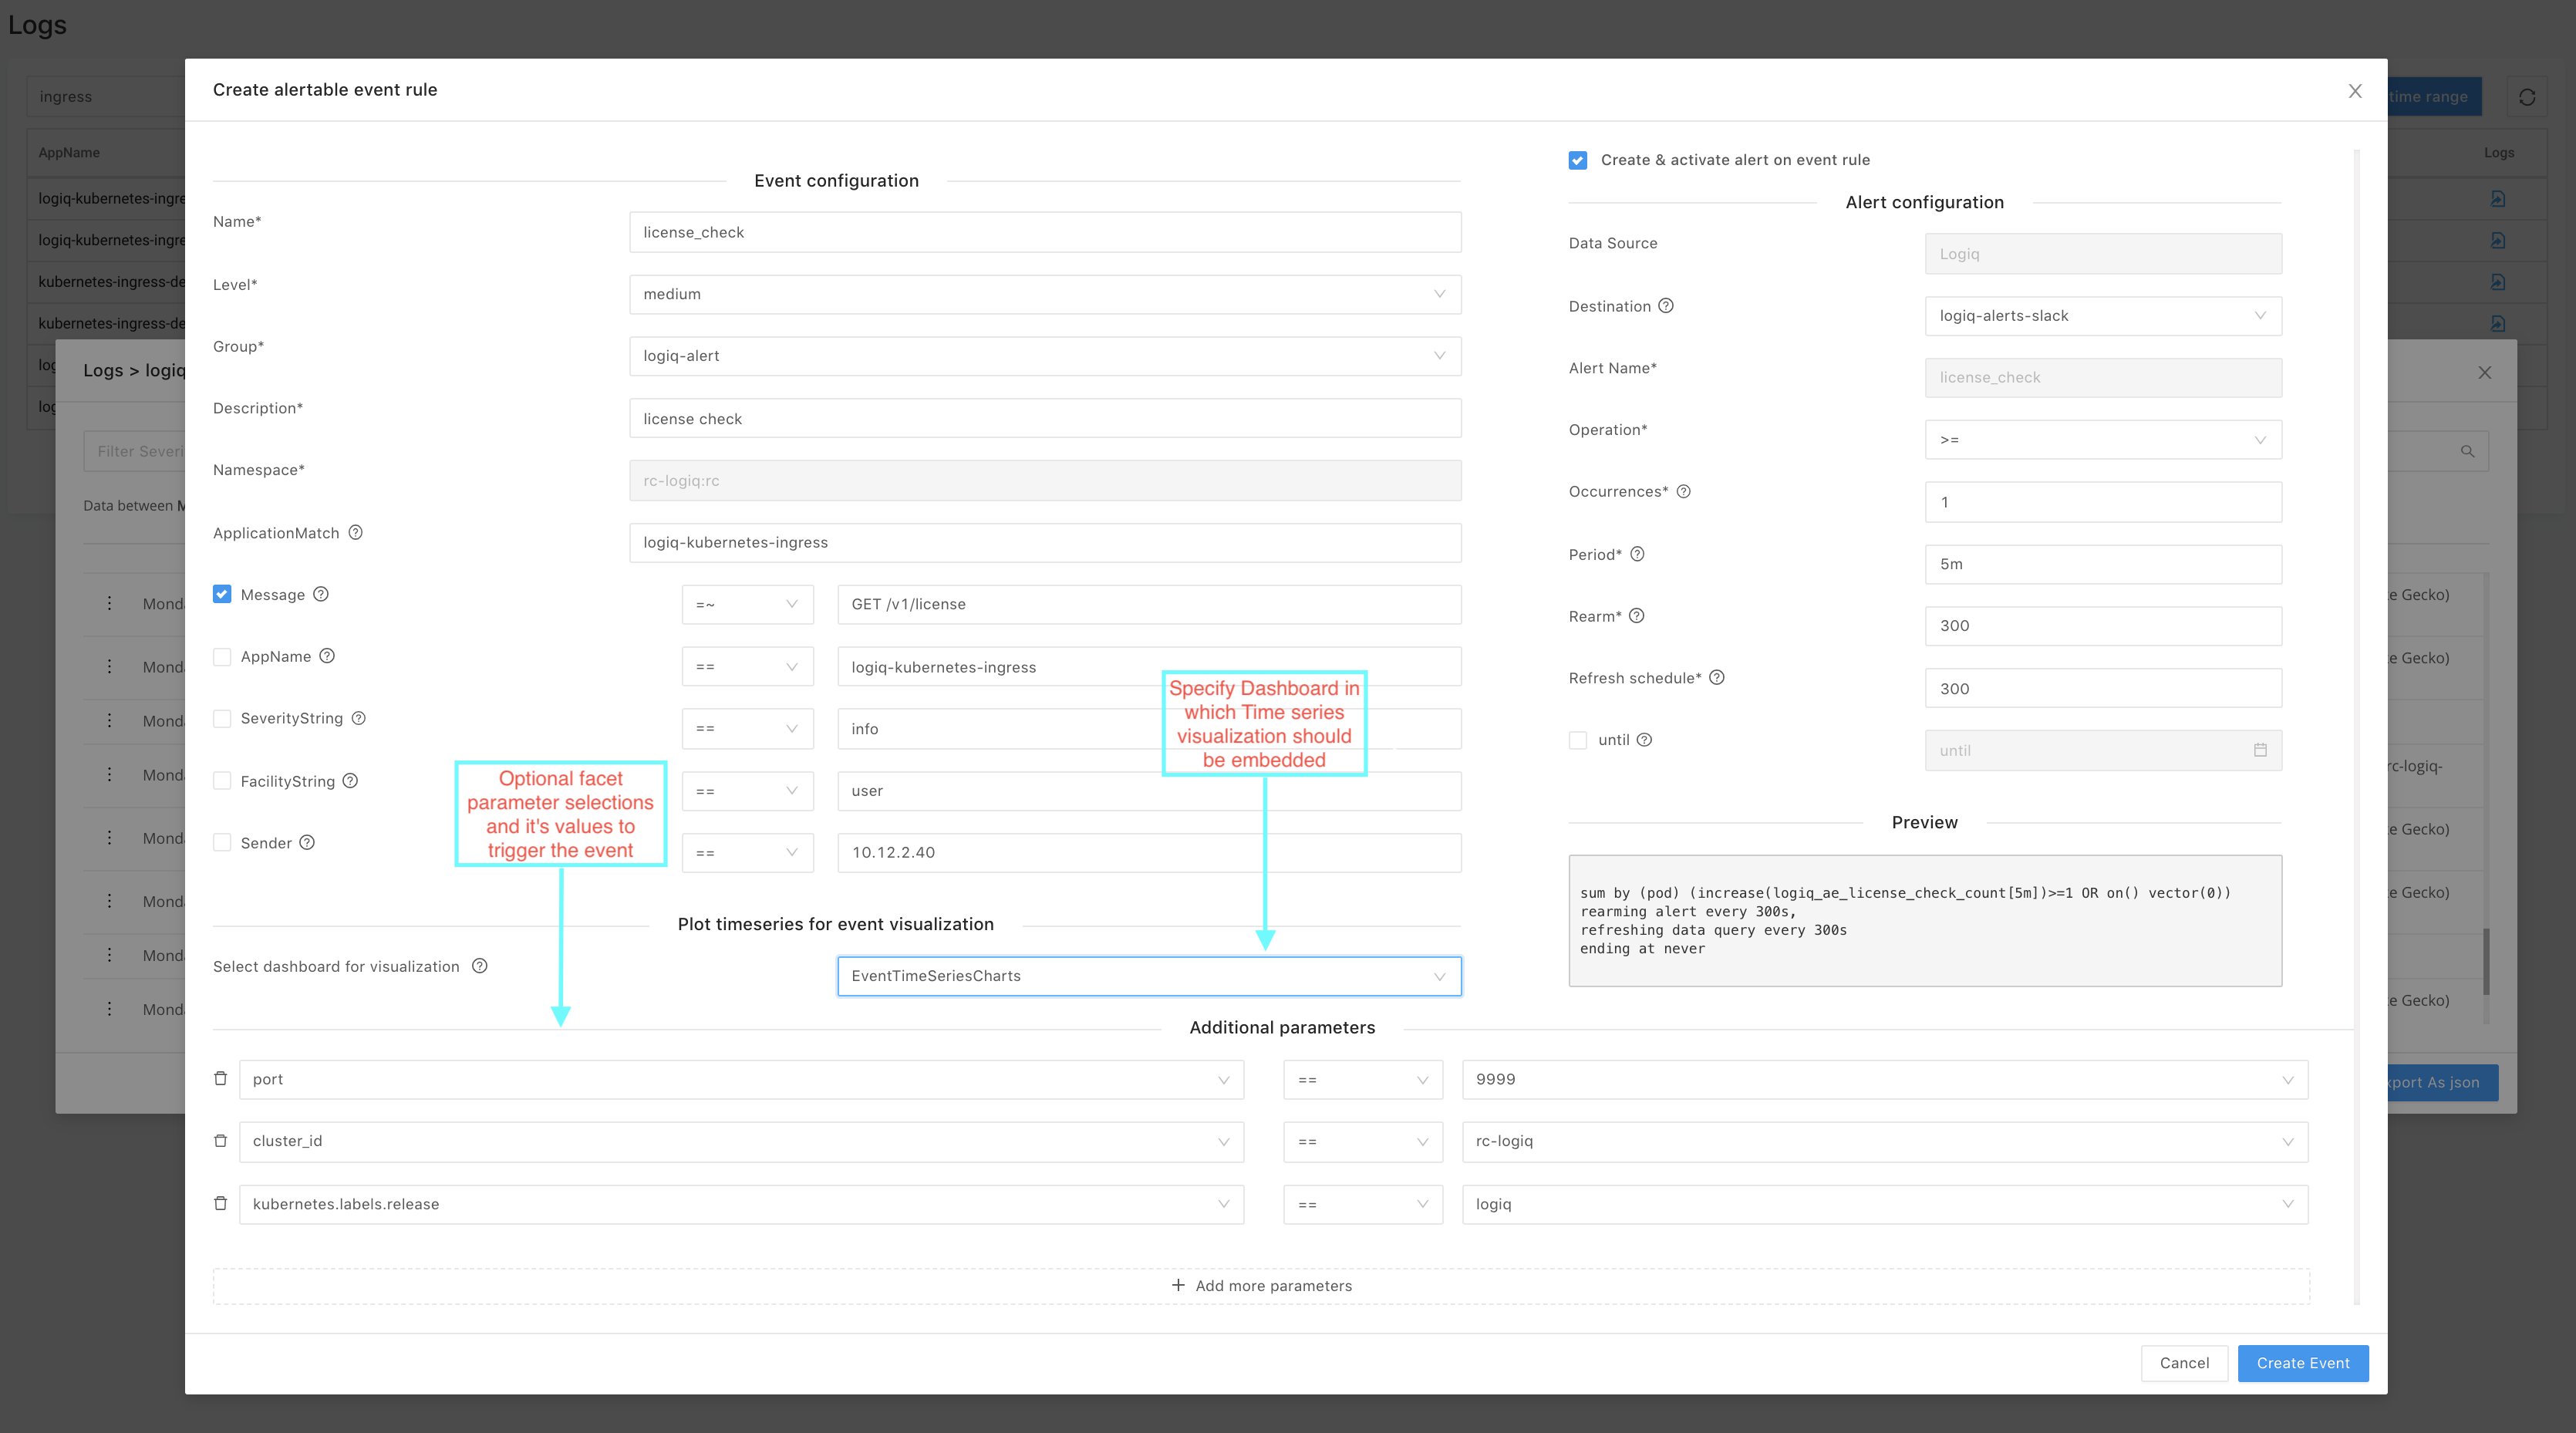 Logs
ingress
time range
AppName
Logs
logiq-kubernetes-ingre
logiq-kubernetes-ingre
kubernetes-ingress-de
kubernetes-ingress-de
log
log
Logs > logiq
Filter Severi
Data between M
Monda
Monda
Monda
Monda
Monda
Monda
Monda
Monda
e Gecko)
e Gecko)
rc-logiq-
e Gecko)
e Gecko)
e Gecko)
xport As json
Create alertable event rule
Event configuration
Name*
license_check
Level*
medium
Group*
logiq-alert
Description*
license check
Namespace*
rc-logiq:rc
ApplicationMatch
logiq-kubernetes-ingress
Message
=~
GET /v1/license
AppName
==
logiq-kubernetes-ingress
SeverityString
==
info
FacilityString
==
user
Sender
==
10.12.2.40
Optional facet
parameter selections
and it's values to
trigger the event
Specify Dashboard in
which Time series
visualization should
be embedded
Plot timeseries for event visualization
Select dashboard for visualization
EventTimeSeriesCharts
Create & activate alert on event rule
Alert configuration
Data Source
Logiq
Destination
logiq-alerts-slack
Alert Name*
license_check
Operation*
>=
Occurrences*
1
Period*
5m
Rearm*
300
Refresh schedule*
300
until
until
Preview
sum by (pod) (increase(logiq_ae_license_check_count[5m])>=1 OR on() vector(0))
rearming alert every 300s,
refreshing data query every 300s
ending at never
Additional parameters
port
==
9999
cluster_id
==
rc-logiq
kubernetes.labels.release
==
logiq
+ Add more parameters
Cancel
Create Event